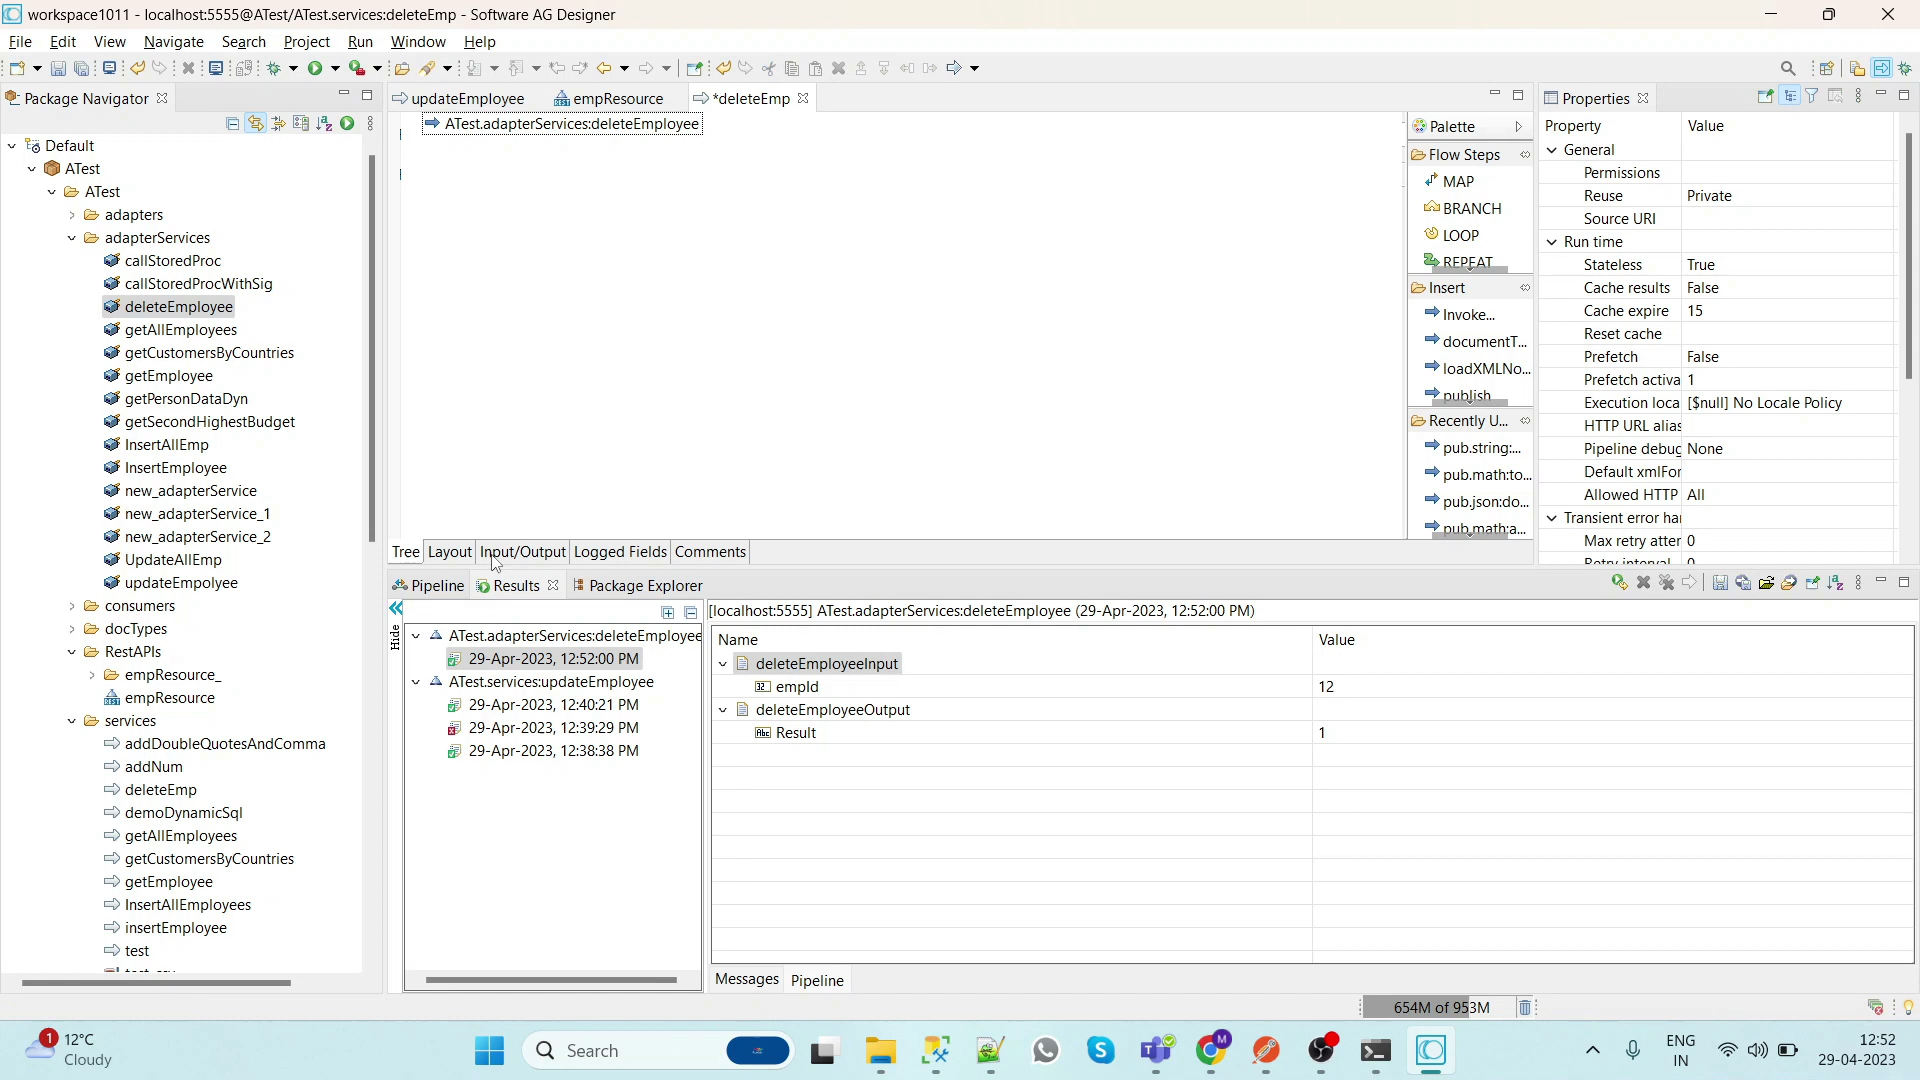 workspace1011 - localhost:5555@ATest/ATest.services:deleteEmp - Software AG Designer
File Edit View Navigate Search Project Run Window Help
Package Navigator
Default
ATest
ATest
adapters
adapterServices
callStoredProc
callStoredProcWithSig
deleteEmployee
getAllEmployees
getCustomersByCountries
getEmployee
getPersonDataDyn
getSecondHighestBudget
InsertAllEmp
InsertEmployee
new_adapterService
new_adapterService_1
new_adapterService_2
UpdateAllEmp
updateEmpolyee
consumers
docTypes
RestAPIs
empResource_
empResource
services
addDoubleQuotesAndComma
addNum
deleteEmp
demoDynamicSql
getAllEmployees
getCustomersByCountries
getEmployee
InsertAllEmployees
insertEmployee
test
updateEmployee empResource *deleteEmp
ATest.adapterServices:deleteEmployee
Tree Layout Input/Output Logged Fields Comments
Palette
Flow Steps
MAP
BRANCH
LOOP
REPEAT
Insert
Invoke...
documentT...
loadXMLNo...
publish
Recently U...
pub.string:...
pub.math:to...
pub.json:do...
pub.math:a...
Properties
Property Value
General
Permissions
Reuse Private
Source URI
Run time
Stateless True
Cache results False
Cache expire 15
Reset cache
Prefetch False
Prefetch activa 1
Execution loca [$null] No Locale Policy
HTTP URL alias
Pipeline debug None
Default xmlFor
Allowed HTTP All
Transient error ha
Max retry atter 0
Retry interval 0
Pipeline Results Package Explorer
Hide
ATest.adapterServices:deleteEmployee
29-Apr-2023, 12:52:00 PM
ATest.services:updateEmployee
29-Apr-2023, 12:40:21 PM
29-Apr-2023, 12:39:29 PM
29-Apr-2023, 12:38:38 PM
[localhost:5555] ATest.adapterServices:deleteEmployee (29-Apr-2023, 12:52:00 PM)
Name Value
deleteEmployeeInput
empId 12
deleteEmployeeOutput
Abc Result 1
Messages Pipeline
654M of 953M
1
12°C
Cloudy
Search
ENG
IN
12:52
29-04-2023